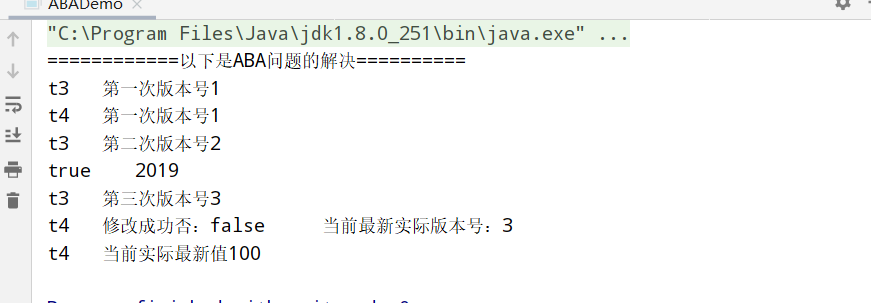 ABADemo
"C:\Program Files\Java\jdk1.8.0_251\bin\java.exe" ...
============以下是ABA问题的解决==========
t3 第一次版本号1
t4 第一次版本号1
t3 第二次版本号2
true 2019
t3 第三次版本号3
t4 修改成功否：false 当前最新实际版本号：3
t4 当前实际最新值100